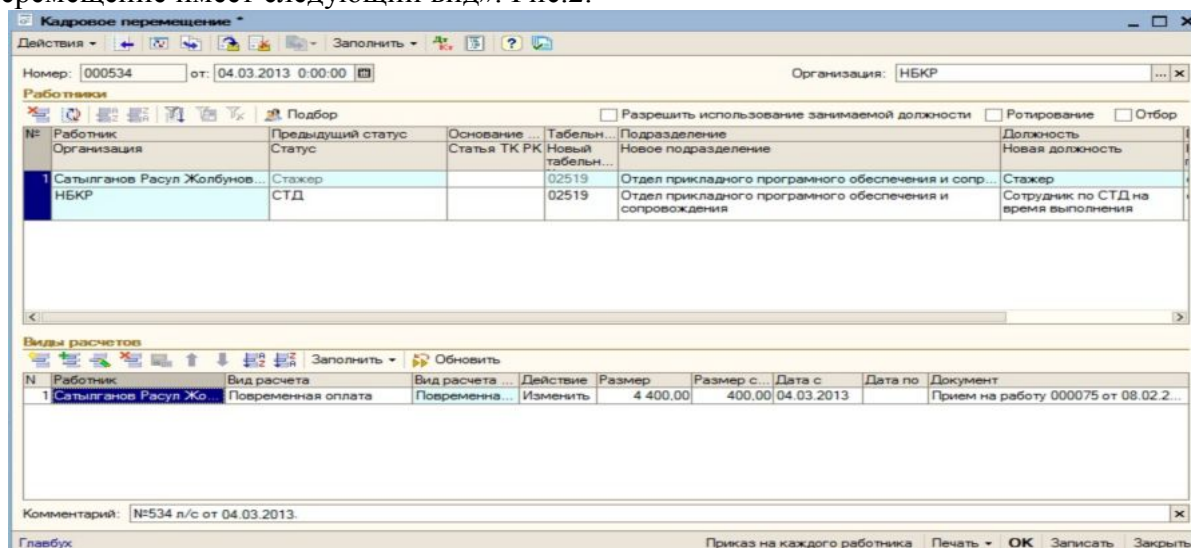 еремещение имеет следующий вид». Рис.2.
Кадровое перемещение *
Действия Заполнить ?
Номер: 000534 от: 04.03.2013 0:00:00 Организация: НБКР ... ×
Работники
Подбор Разрешить использование занимаемой должности Ротирование Отбор
№ Работник Предыдущий статус Основание ... Табельн... Подразделение Должность
Организация Статус Статья ТК РК Новый табельн... Новое подразделение Новая должность
1 Сатылганов Расул Жолбунов... Стажер 02519 Отдел прикладного програмного обеспечения и сопр... Стажер
НБКР СТД 02519 Отдел прикладного програмного обеспечения и сопровождения Сотрудник по СТД на время выполнения
Виды расчетов
Заполнить Обновить
N Работник Вид расчета Вид расчета ... Действие Размер Размер с... Дата с Дата по Документ
1 Сатылганов Расул Жо... Повременная оплата Повременна... Изменить 4 400,00 400,00 04.03.2013 Прием на работу 000075 от 08.02.2...
Комментарий: №534 л/с от 04.03.2013. ×
Главбух Приказ на каждого работника Печать OK Записать Закрыть